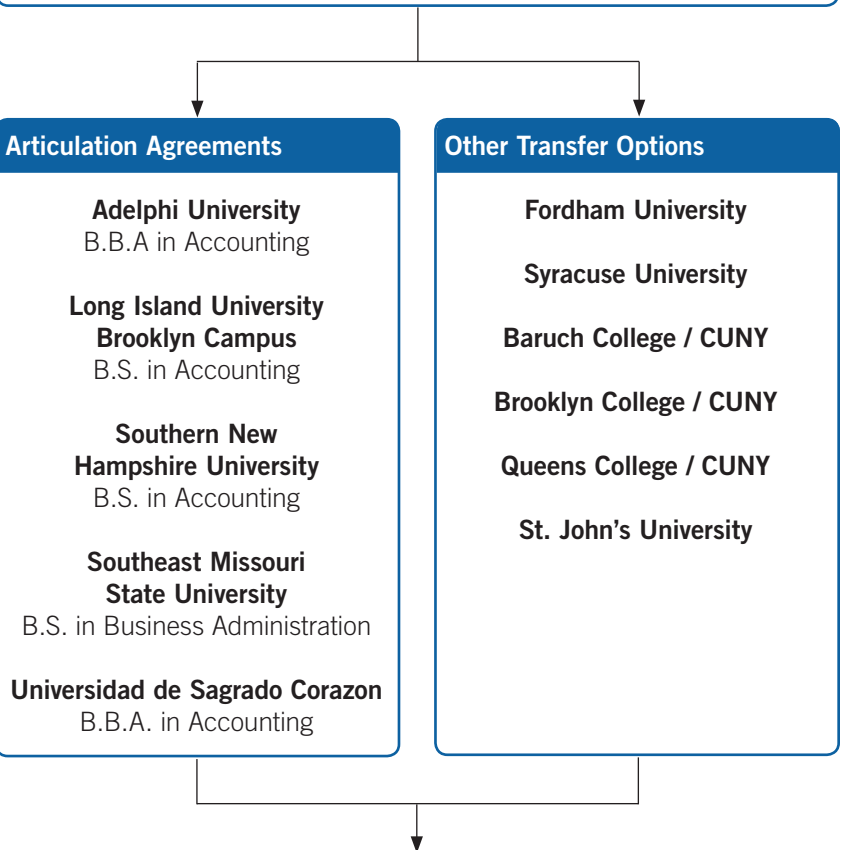 Articulation Agreements
Adelphi University
B.B.A in Accounting
Long Island University
Brooklyn Campus
B.S. in Accounting
Southern New
Hampshire University
B.S. in Accounting
Southeast Missouri
State University
B.S. in Business Administration
Universidad de Sagrado Corazon
B.B.A. in Accounting
Other Transfer Options
Fordham University
Syracuse University
Baruch College / CUNY
Brooklyn College / CUNY
Queens College / CUNY
St. John’s University